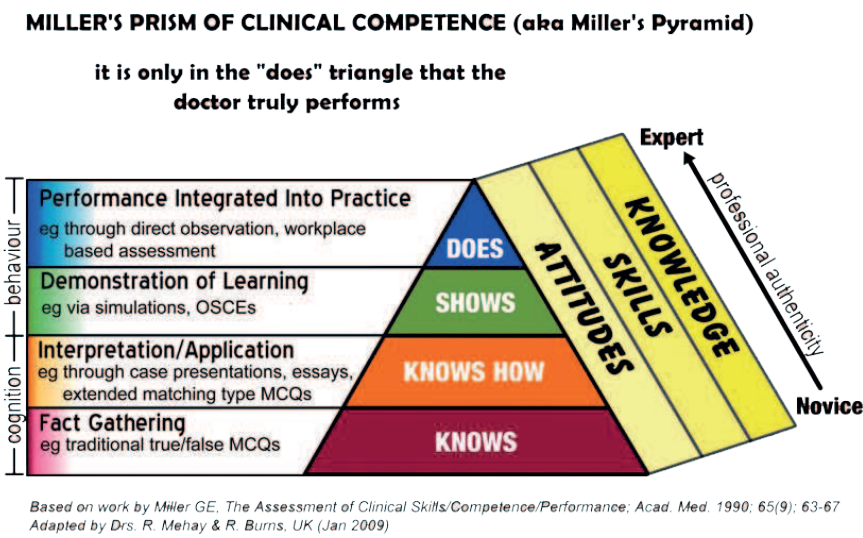 MILLER'S PRISM OF CLINICAL COMPETENCE (aka Miller's Pyramid)
it is only in the "does" triangle that the
doctor truly performs
Expert
professional authenticity
Novice
behaviour
cognition
Performance Integrated Into Practice
eg through direct observation, workplace
based assessment
DOES
Demonstration of Learning
eg via simulations, OSCEs
SHOWS
Interpretation/Application
eg through case presentations, essays,
extended matching type MCQs
KNOWS HOW
Fact Gathering
eg traditional true/false MCQs
KNOWS
ATTITUDES
SKILLS
KNOWLEDGE
Based on work by Miller GE, The Assessment of Clinical Skills/Competence/Performance; Acad. Med. 1990; 65(9); 63-67
Adapted by Drs. R. Mehay & R. Burns, UK (Jan 2009)